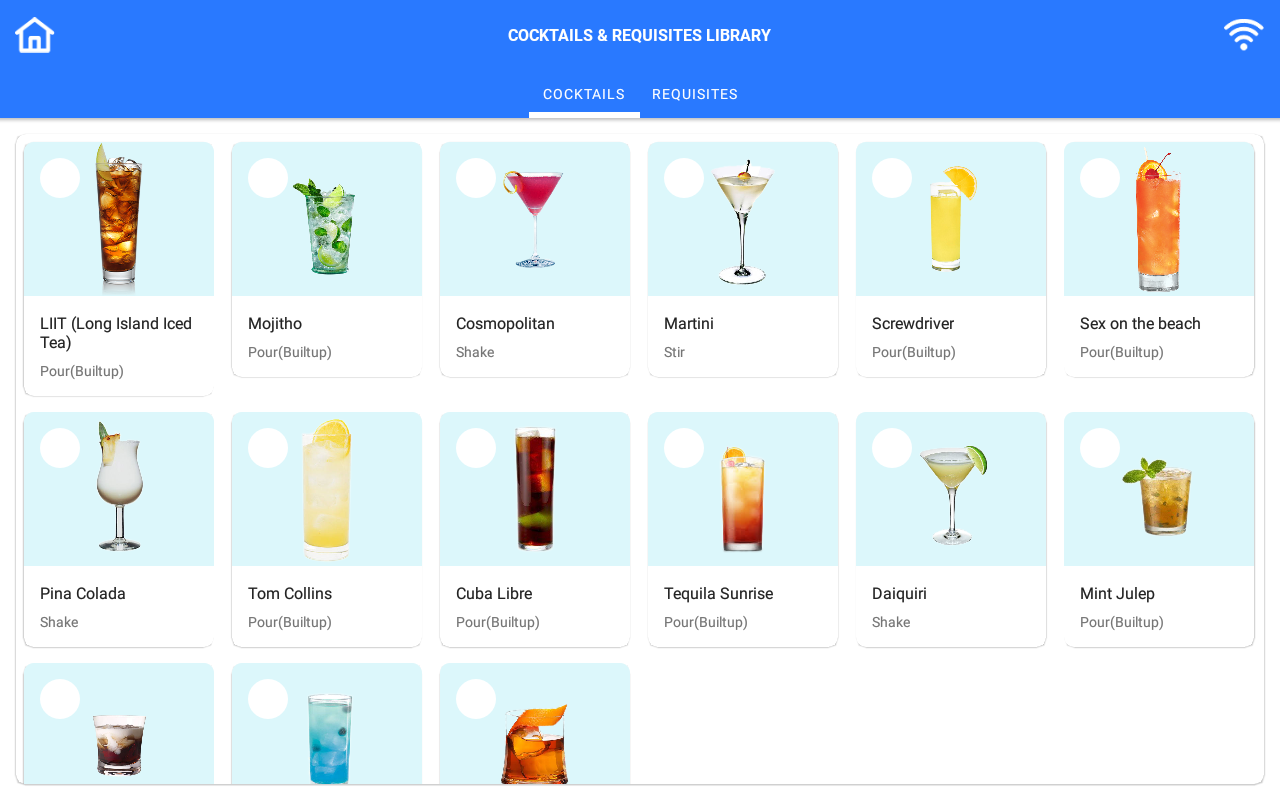 COCKTAILS & REQUISITES LIBRARY
COCKTAILS
REQUISITES
LIIT (Long Island Iced
Tea)
Pour(Builtup)
Mojitho
Pour(Builtup)
Cosmopolitan
Shake
Martini
Stir
Screwdriver
Pour(Builtup)
Sex on the beach
Pour(Builtup)
Pina Colada
Shake
Tom Collins
Pour(Builtup)
Cuba Libre
Pour(Builtup)
Tequila Sunrise
Pour(Builtup)
Daiquiri
Shake
Mint Julep
Pour(Builtup)